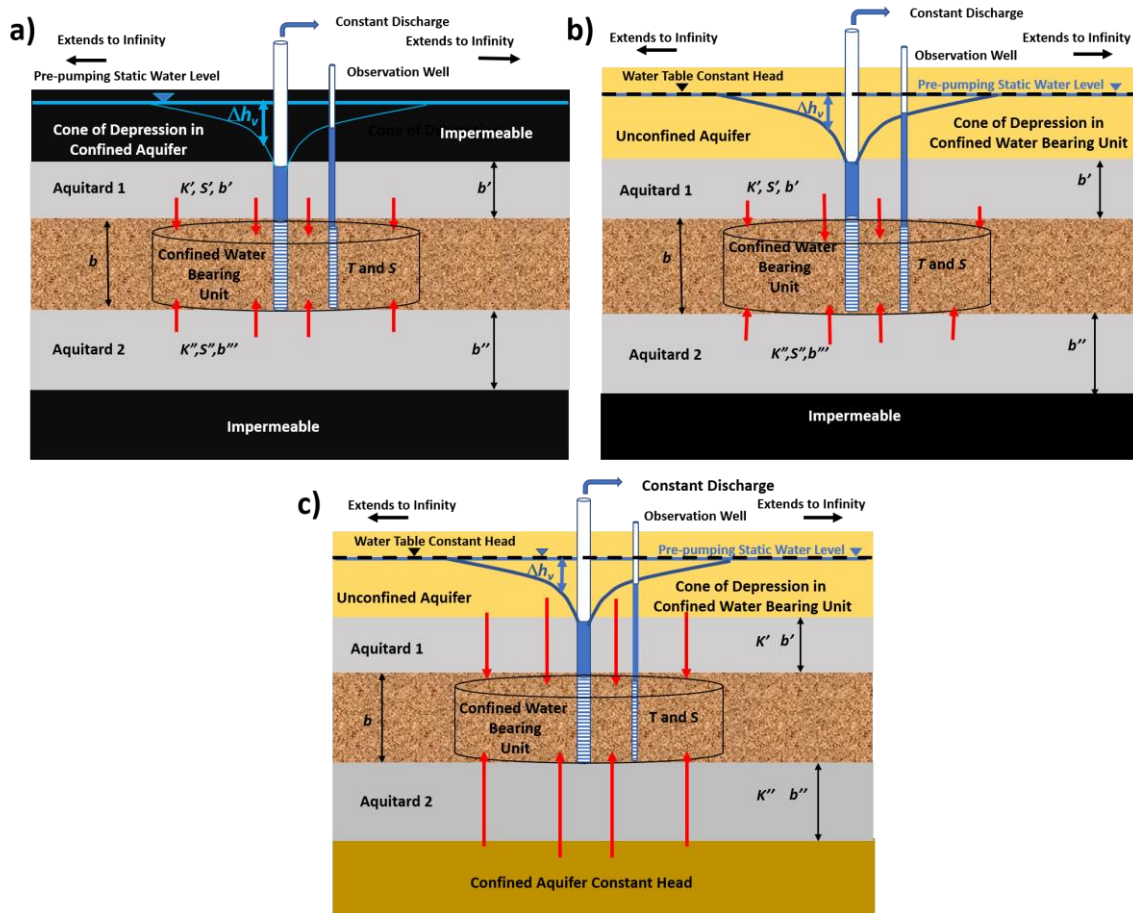 a)
Constant Discharge
Extends to Infinity
Extends to Infinity
Pre-pumping Static Water Level
Observation Well
Δhv
Cone of Depression in
Confined Aquifer
Impermeable
Aquitard 1
K', S', b'
b'
b
Confined Water
Bearing
Unit
T and S
Aquitard 2
K'',S'',b'''
b''
Impermeable
b)
Constant Discharge
Extends to Infinity
Extends to Infinity
Observation Well
Water Table Constant Head
Pre-pumping Static Water Level
Δhv
Unconfined Aquifer
Cone of Depression in
Confined Water Bearing Unit
Aquitard 1
K', S', b'
b'
b
Confined Water
Bearing
Unit
T and S
Aquitard 2
K'',S'',b'''
b''
Impermeable
c)
Constant Discharge
Extends to Infinity
Extends to Infinity
Observation Well
Water Table Constant Head
Pre-pumping Static Water Level
Δhv
Unconfined Aquifer
Cone of Depression in
Confined Water Bearing Unit
Aquitard 1
K' b'
b
Confined Water
Bearing
Unit
T and S
Aquitard 2
K'' b''
Confined Aquifer Constant Head